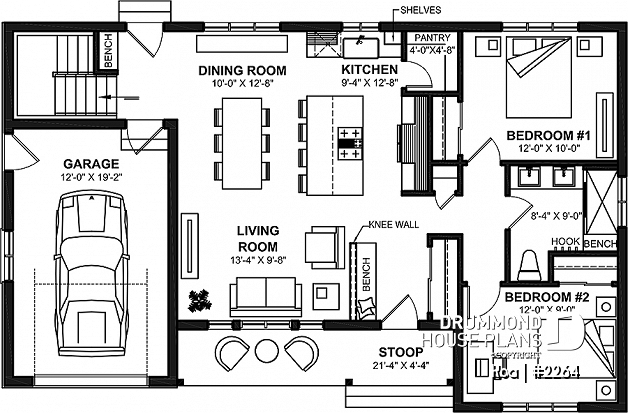 SHELVES
BENCH
DINING ROOM
10'-0" X 12'-8"
KITCHEN
9'-4" X 12'-8"
PANTRY
4'-0"X4'-8"
BEDROOM #1
12'-0" X 10'-0"
GARAGE
12'-0" X 19'-2"
LIVING
ROOM
13'-4" X 9'-8"
KNEE WALL
BENCH
8'-4" X 9'-0"
HOOK
BENCH
BEDROOM #2
12'-0" X 9'-0"
STOOP
21'-4" X 4'-4"
DRUMMOND
HOUSE PLANS
COPYRIGHT
Koa | #2264